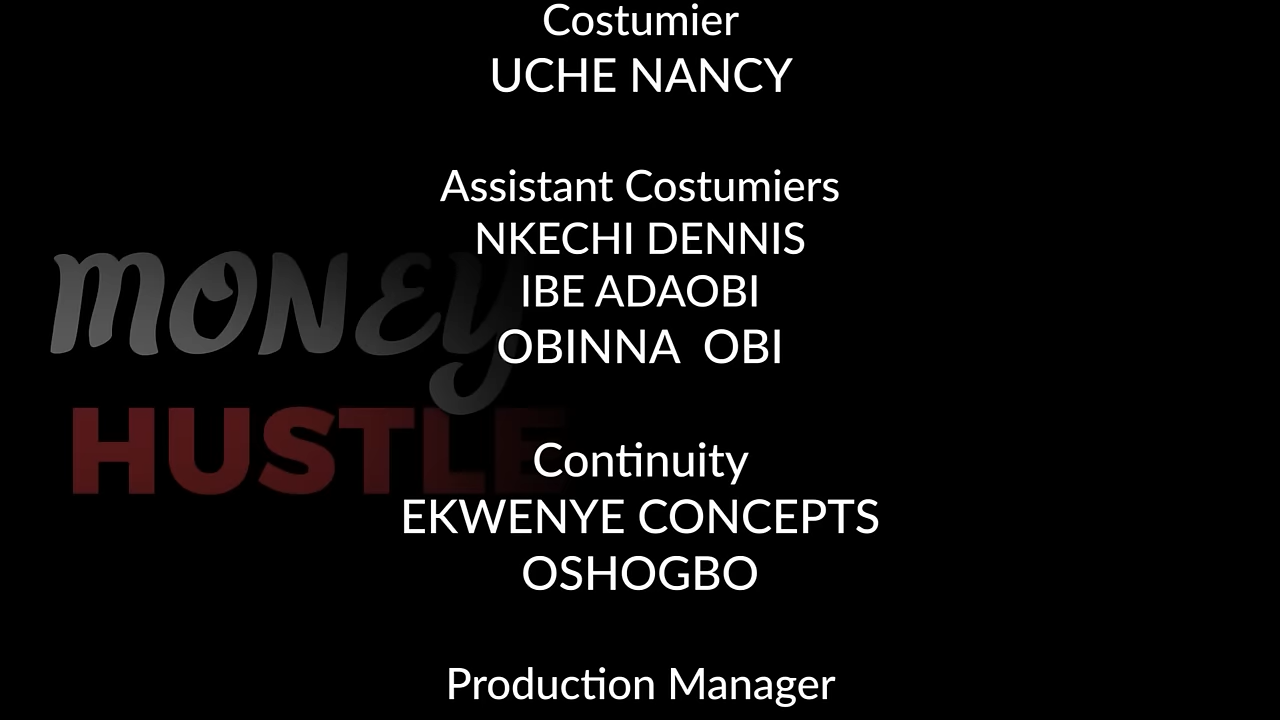 Costumier
UCHE NANCY
Assistant Costumiers
NKECHI DENNIS
IBE ADAOBI
OBINNA  OBI
MONEY
HUSTLE
Continuity
EKWENYE CONCEPTS
OSHOGBO
Production Manager